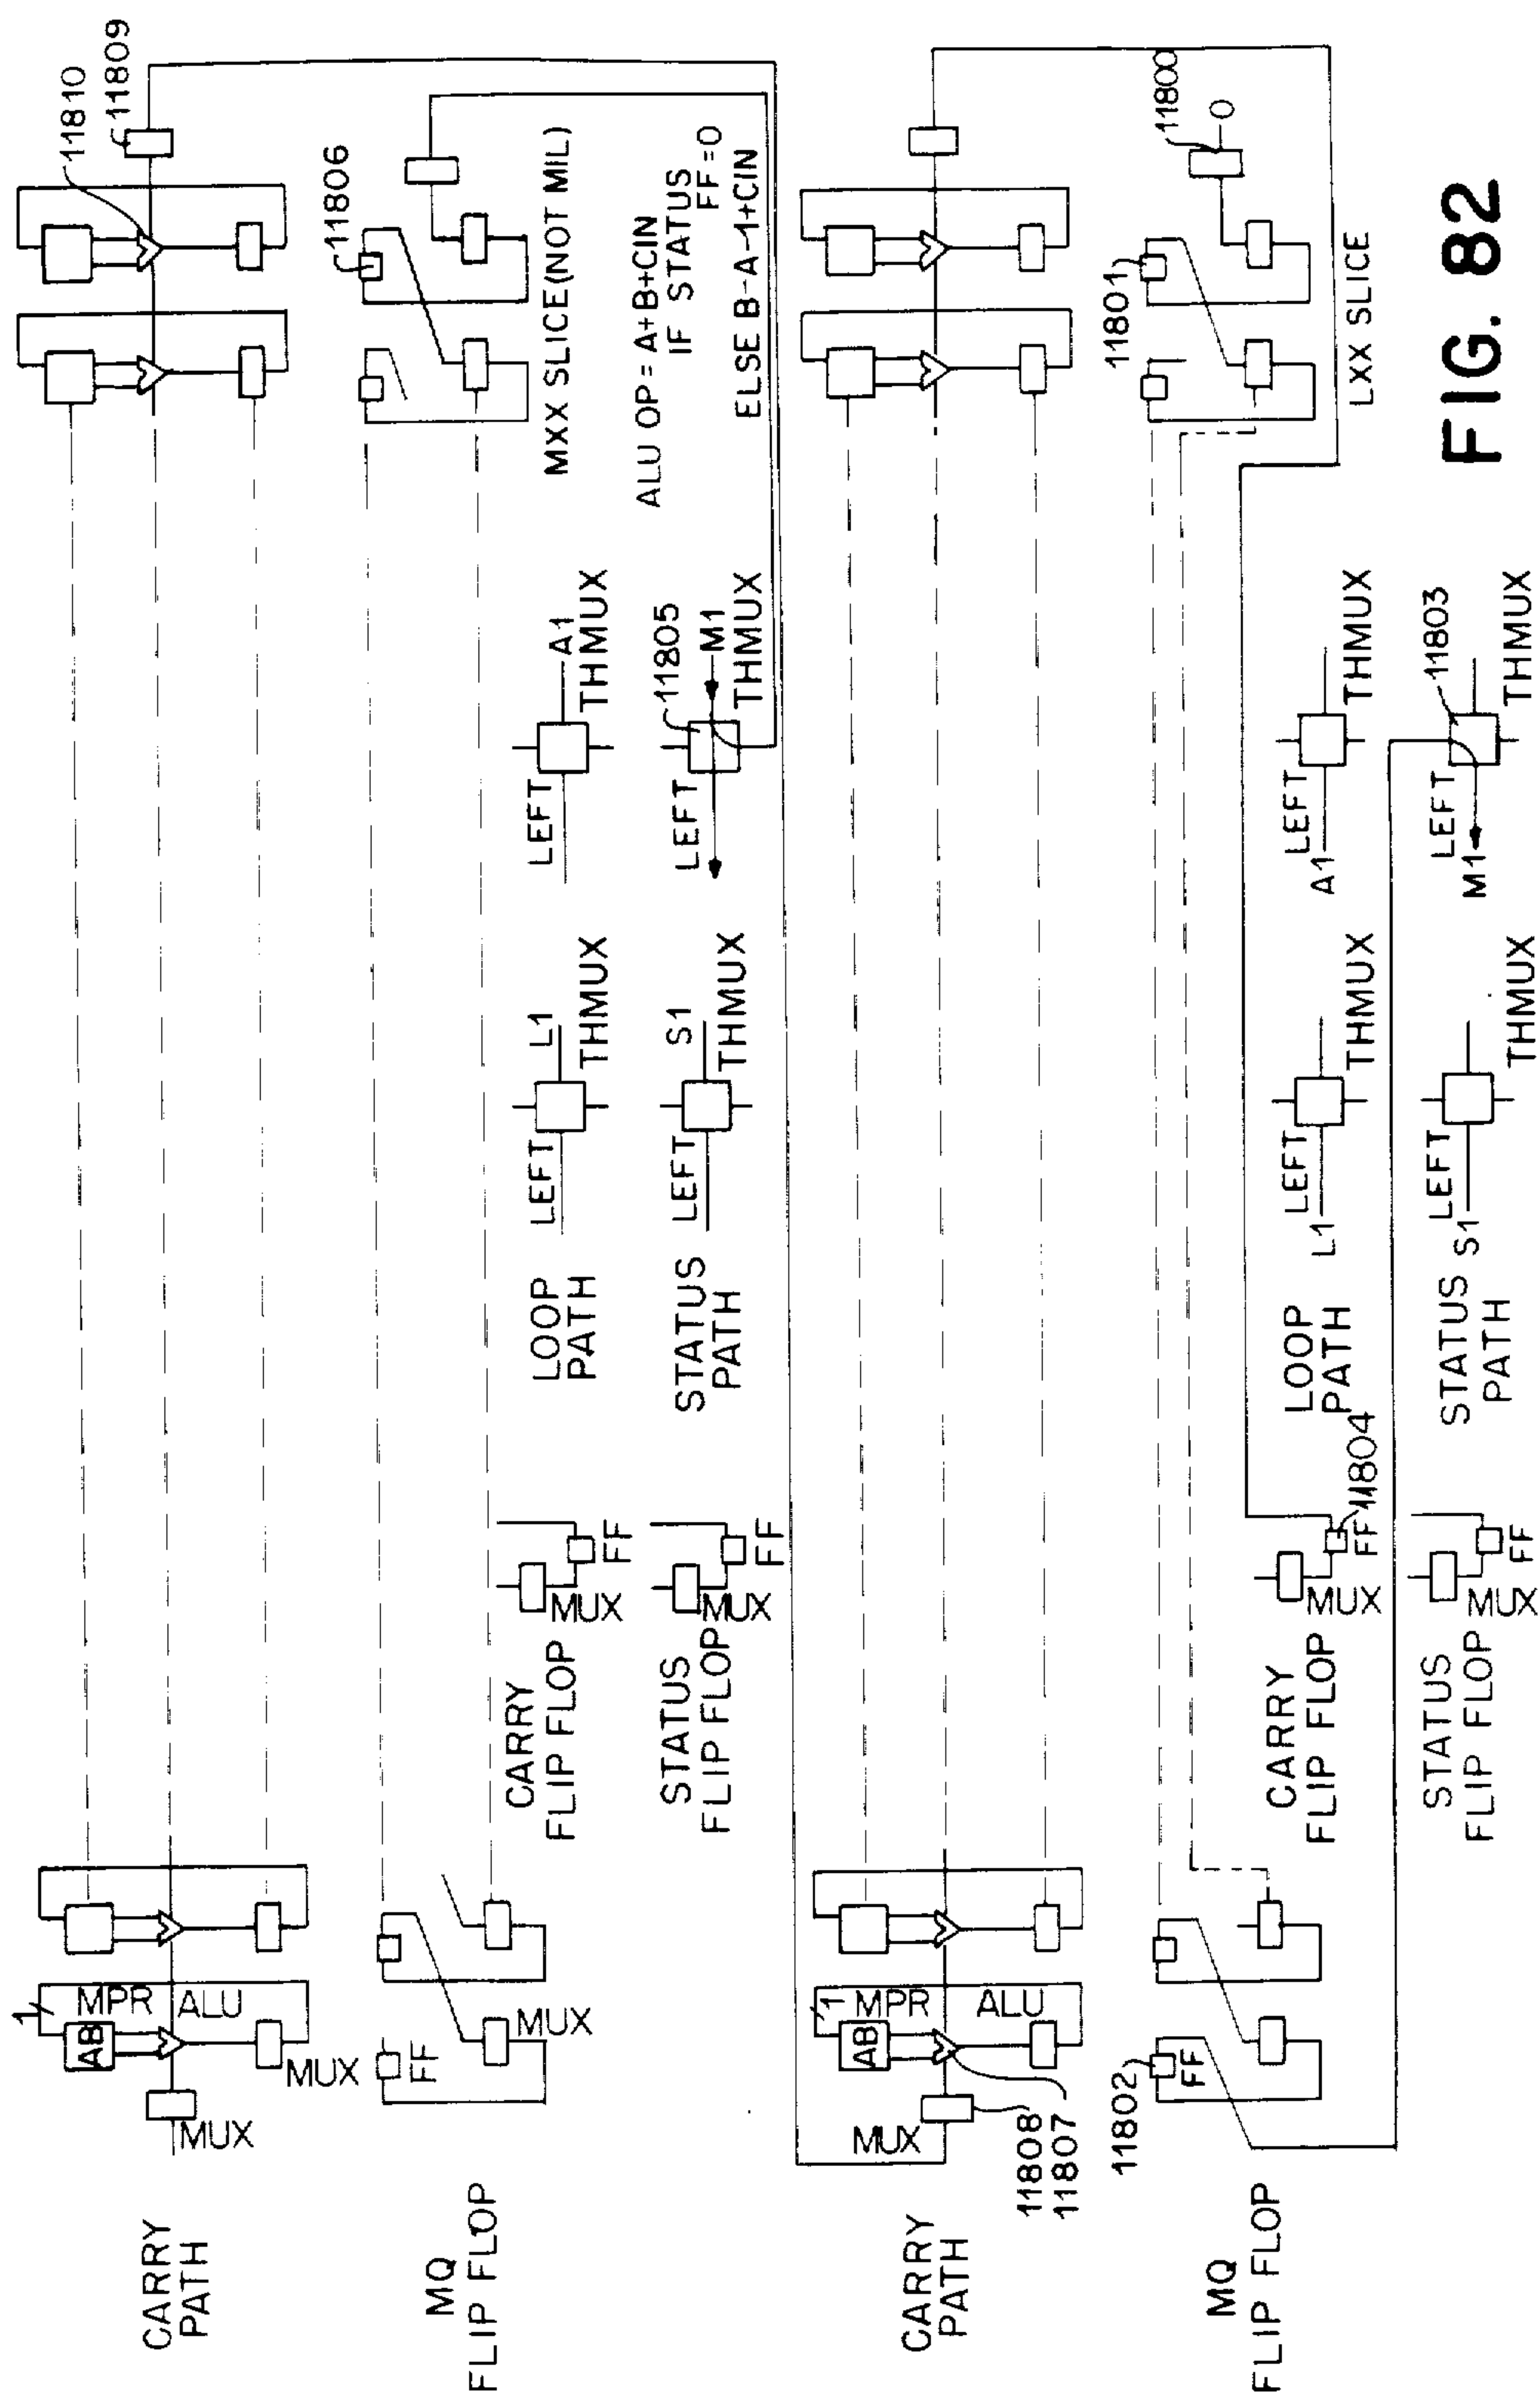 CARRY
PATH
MUX
AB
1
MPR
ALU
MUX
11810
11809
MQ
FLIP FLOP
FF
MUX
11806
CARRY
FLIP FLOP
MUX
FF
LOOP
PATH
LEFT
L1
THMUX
LEFT
A1
THMUX
MXX SLICE(NOT MIL)
STATUS
FLIP FLOP
MUX
FF
STATUS
PATH
LEFT
S1
THMUX
LEFT
11805
M1
THMUX
ALU OP = A+B+CIN
IF STATUS
FF=0
ELSE B-A-1+CIN
CARRY
PATH
MUX
AB
1
MPR
ALU
11808
11807
MQ
FLIP FLOP
11802
FF
11801
11800
0
CARRY
FLIP FLOP
MUX
FF
11804
LOOP
PATH
L1
LEFT
THMUX
A1
LEFT
THMUX
LXX SLICE
STATUS
FLIP FLOP
MUX
FF
STATUS
PATH
S1
LEFT
THMUX
M1
LEFT
11803
THMUX
FIG. 82